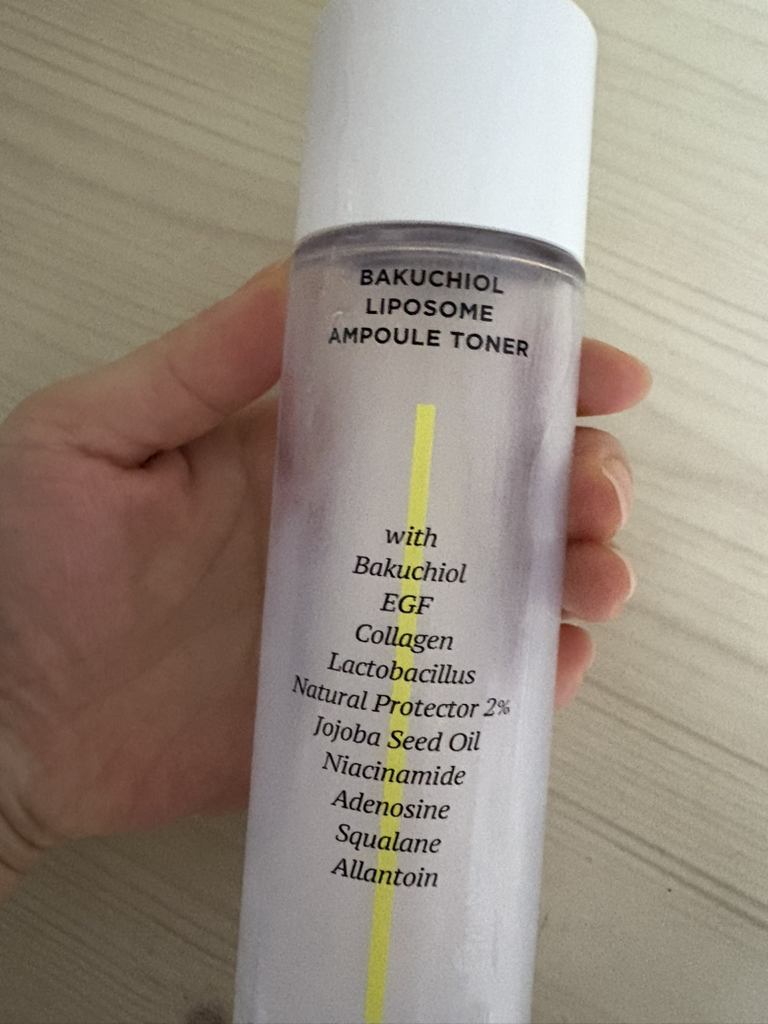 BAKUCHIOL
LIPOSOME
AMPOULE TONER
with
Bakuchiol
EGF
Collagen
Lactobacillus
Natural Protector 2%
Jojoba Seed Oil
Niacinamide
Adenosine
Squalane
Allantoin